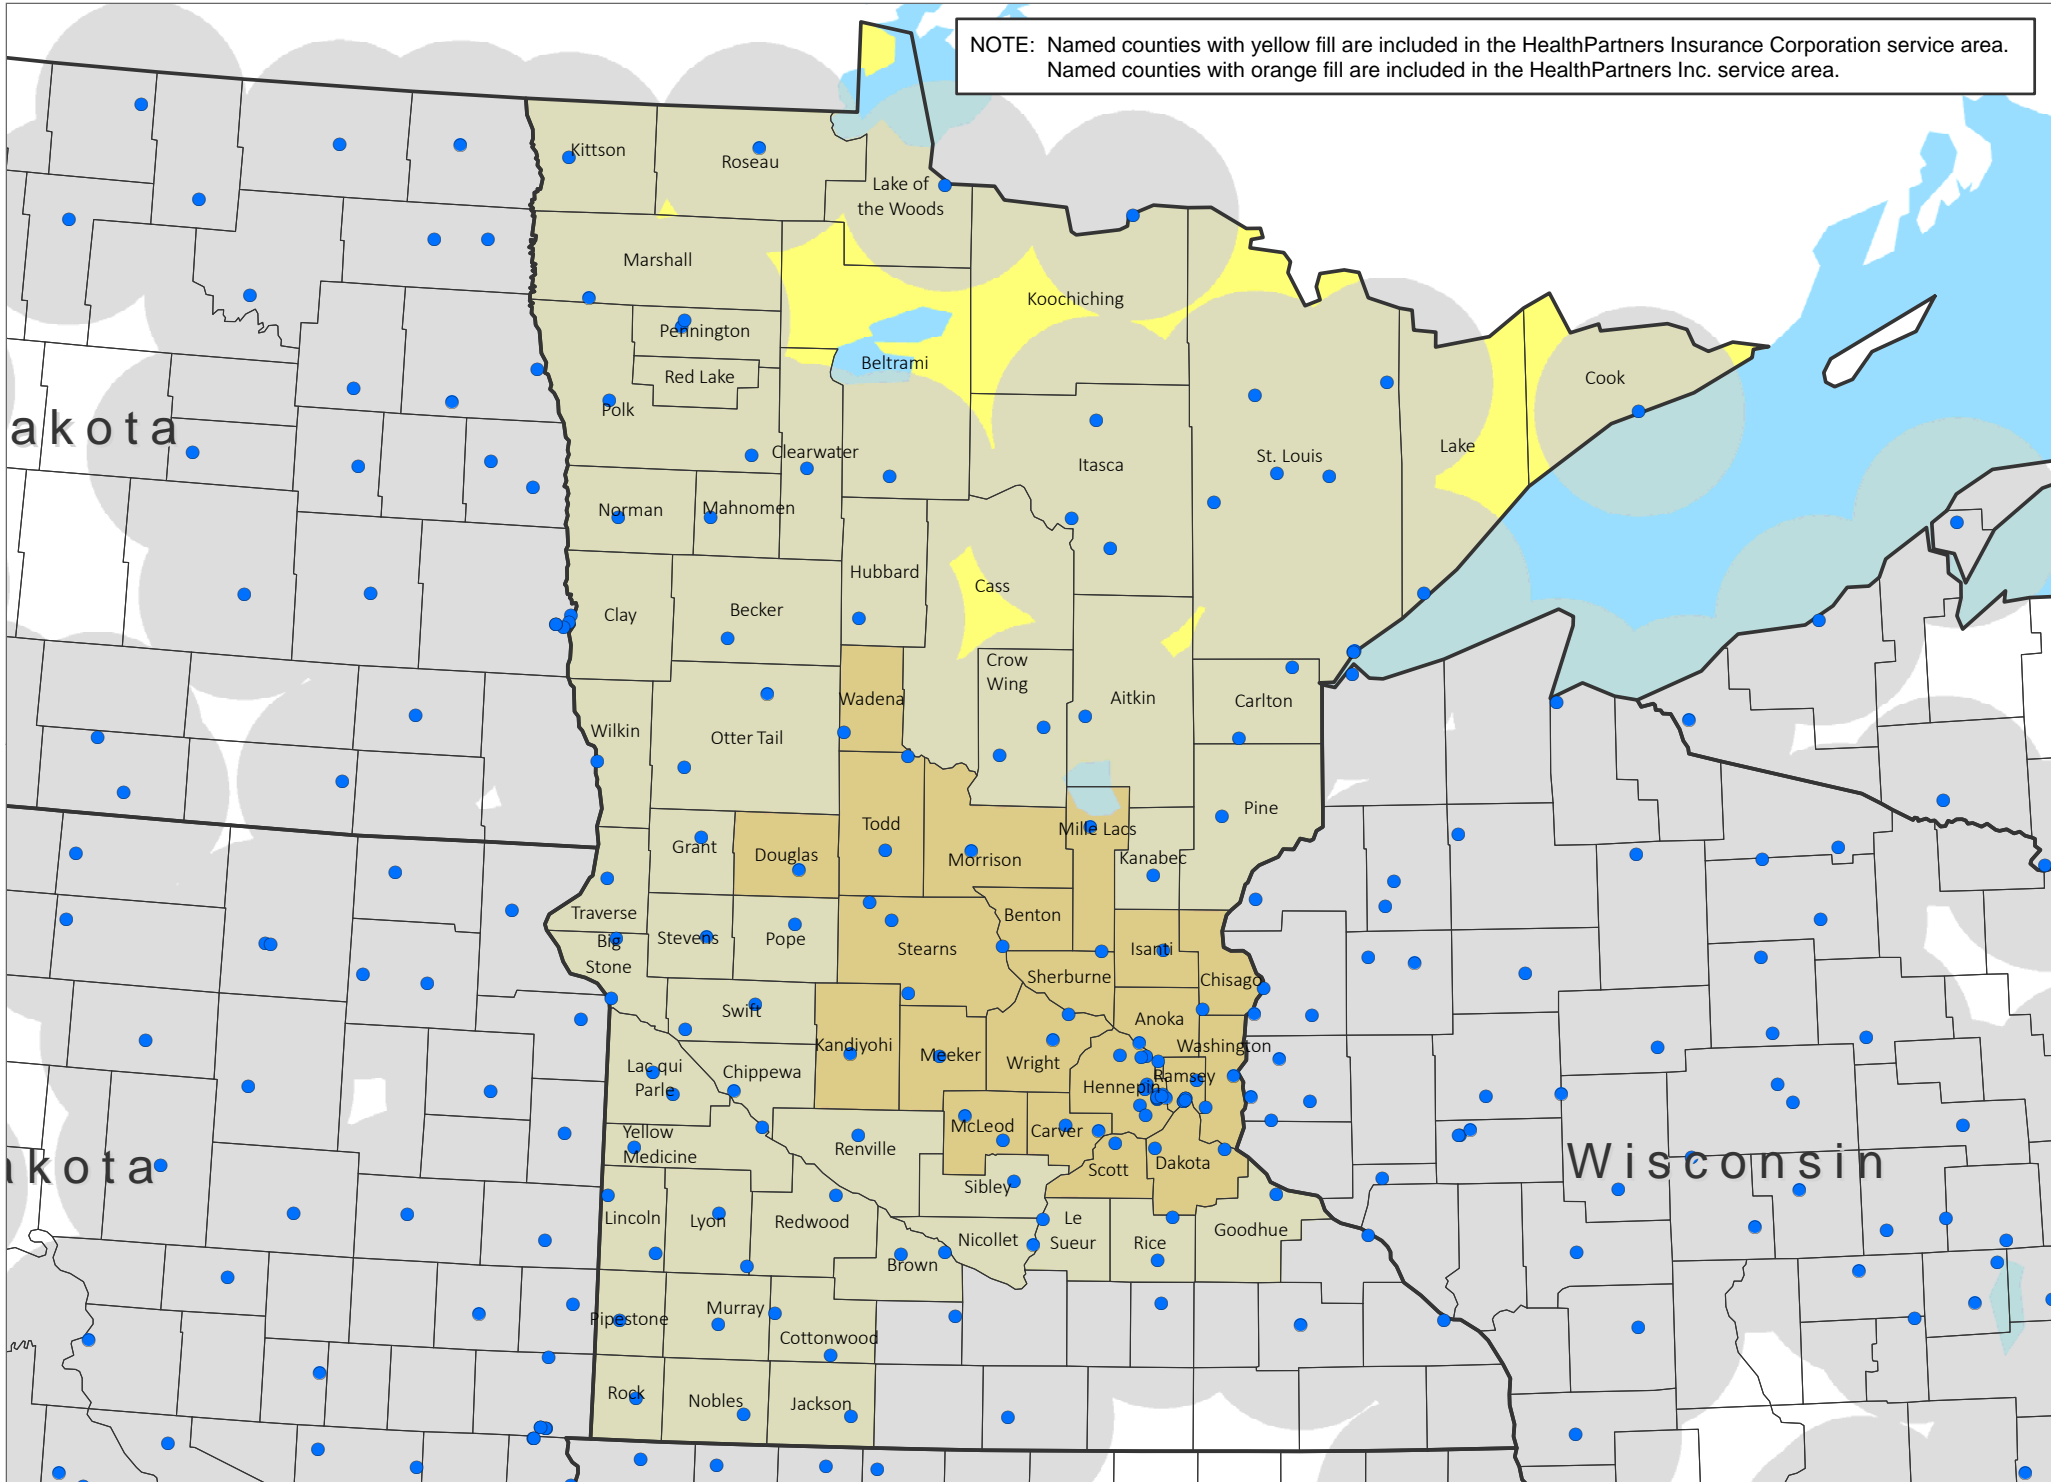 NOTE: Named counties with yellow fill are included in the HealthPartners Insurance Corporation service area.
Named counties with orange fill are included in the HealthPartners Inc. service area.
Kittson
Roseau
Lake of
the Woods
Marshall
Koochiching
Pennington
Beltrami
Red Lake
Cook
Polk
akota
Clearwater
Lake
St. Louis
Itasca
Norman
Mahnomen
Hubbard
Cass
Clay
Becker
Crow
Wing
Wadena
Aitkin
Carlton
Wilkin
Otter Tail
Pine
Todd
Mille Lacs
Grant
Douglas
Morrison
Kanabec
Traverse
Benton
Big
Stone
Stevens
Pope
Stearns
Isanti
Sherburne
Chisago
Swift
Anoka
Kandiyohi
Meeker
Washington
Wright
Lac qui
Parle
Chippewa
Ramsey
Hennepin
McLeod
Carver
Yellow
Medicine
Renville
Scott
Dakota
Wisconsin
akota
Sibley
Lincoln
Lyon
Redwood
Le
Sueur
Nicollet
Rice
Goodhue
Brown
Pipestone
Murray
Cottonwood
Rock
Nobles
Jackson